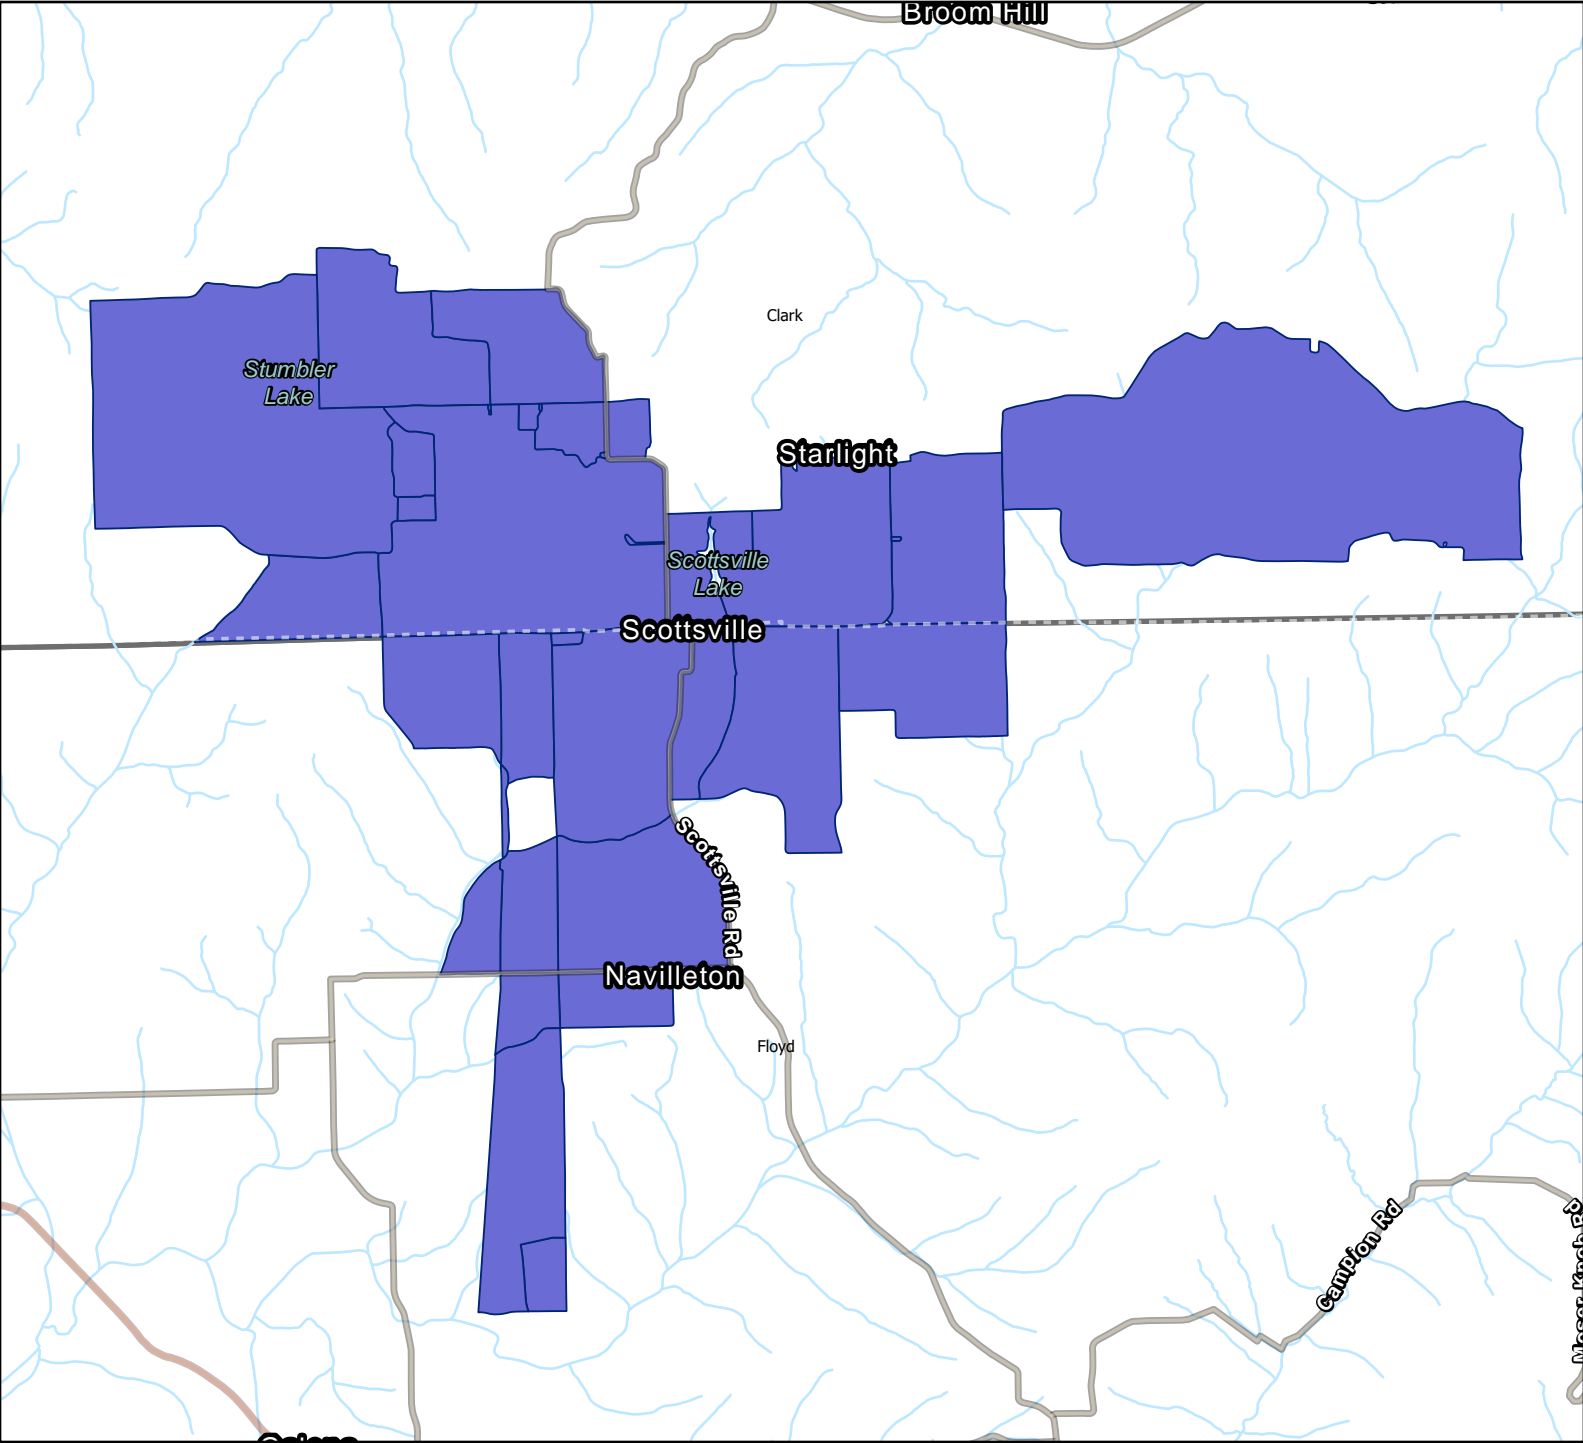 Broom Hill
Clark
Stumbler
Lake
Starlight
Scottsville
Lake
Scottsville
Scottsville Rd
Navilleton
Floyd
Campion Rd